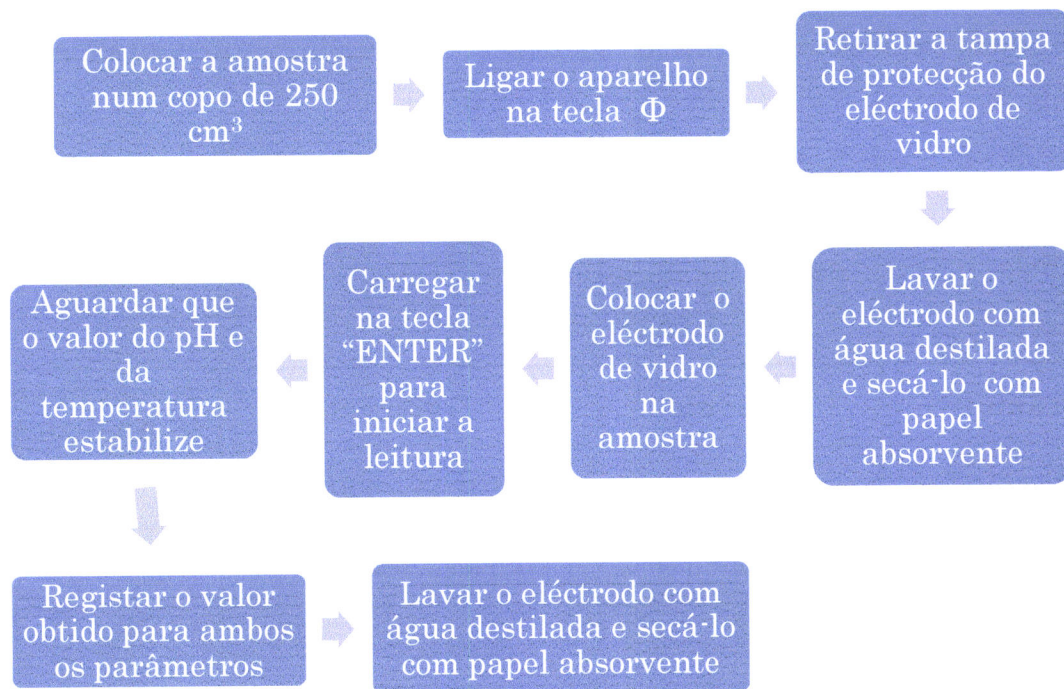 Colocar a amostra
num copo de 250
cm³
Ligar o aparelho
na tecla Φ
Retirar a tampa
de protecção do
eléctrodo de
vidro
Lavar o
eléctrodo com
água destilada
e secá-lo com
papel
absorvente
Colocar o
eléctrodo
de vidro
na
amostra
Carregar
na tecla
“ENTER”
para
iniciar a
leitura
Aguardar que
o valor do pH e
da
temperatura
estabilize
Registar o valor
obtido para ambos
os parâmetros
Lavar o eléctrodo com
água destilada e secá-lo
com papel absorvente